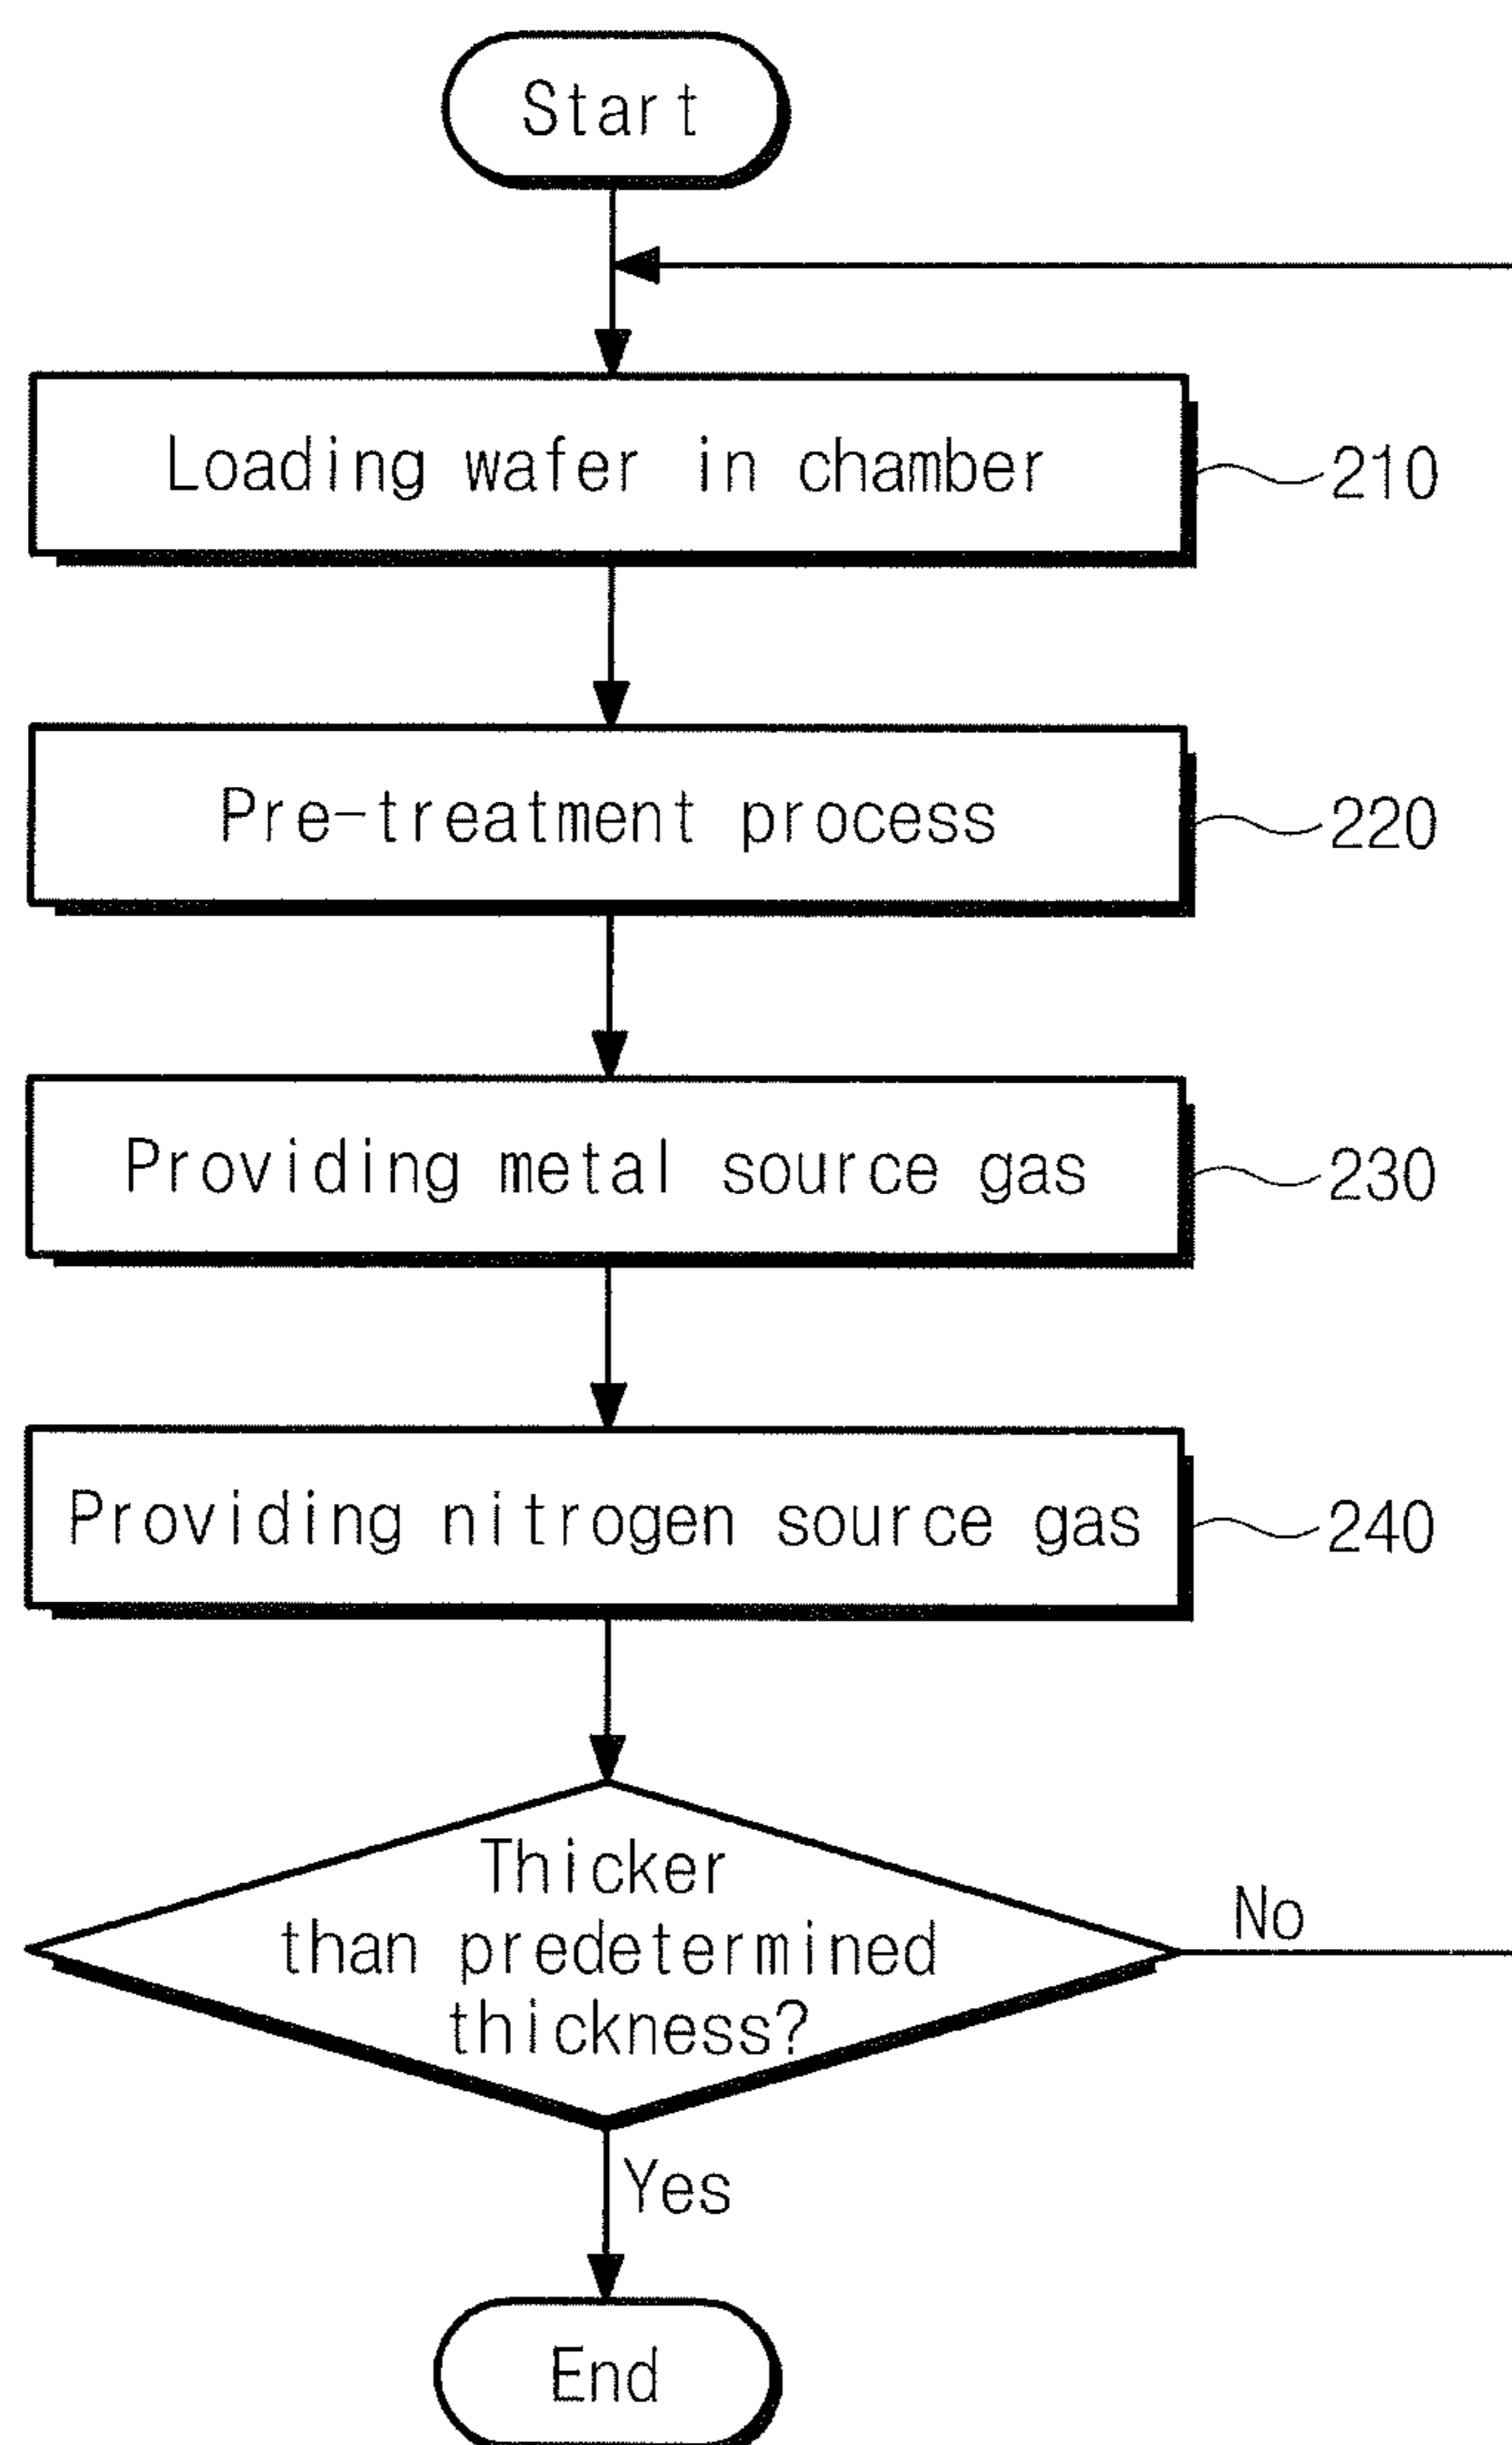 Start
Loading wafer in chamber
210
Pre-treatment process
220
Providing metal source gas
230
Providing nitrogen source gas
240
Thicker
than predetermined
thickness?
No
Yes
End